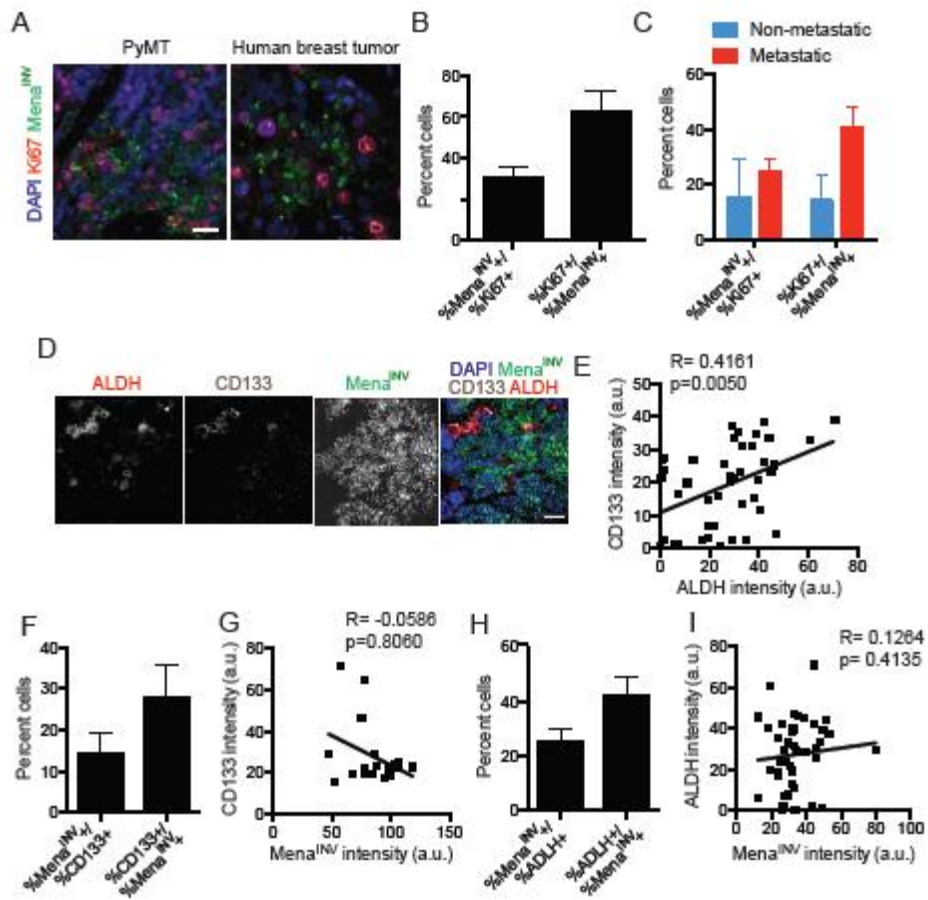 A
PyMT
Human breast tumor
DAPI Ki67 Mena^INV
B
Percent cells
80
60
40
20
0
%Mena^INV+/
%Ki67+
%Ki67+/
%Mena^INV+
C
Non-metastatic
Metastatic
Percent cells
60
40
20
0
%Mena^INV+/
%Ki67+
%Ki67+/
%Mena^INV+
D
ALDH
CD133
Mena^INV
DAPI Mena^INV
CD133 ALDH
E
R= 0.4161
p=0.0050
CD133 intensity (a.u.)
50
40
30
20
10
0
0 20 40 60 80
ALDH intensity (a.u.)
F
Percent cells
40
30
20
10
0
%Mena^INV+/
%CD133+
%CD133+/
%Mena^INV+
G
R= -0.0586
p=0.8060
CD133 intensity (a.u.)
80
60
40
20
0
0 50 100 150
Mena^INV intensity (a.u.)
H
Percent cells
60
40
20
0
%Mena^INV+/
%ADLH+
%ADLH+/
%Mena^INV+
I
R= 0.1264
p= 0.4135
ALDH intensity (a.u.)
80
60
40
20
0
0 20 40 60 80 100
Mena^INV intensity (a.u.)